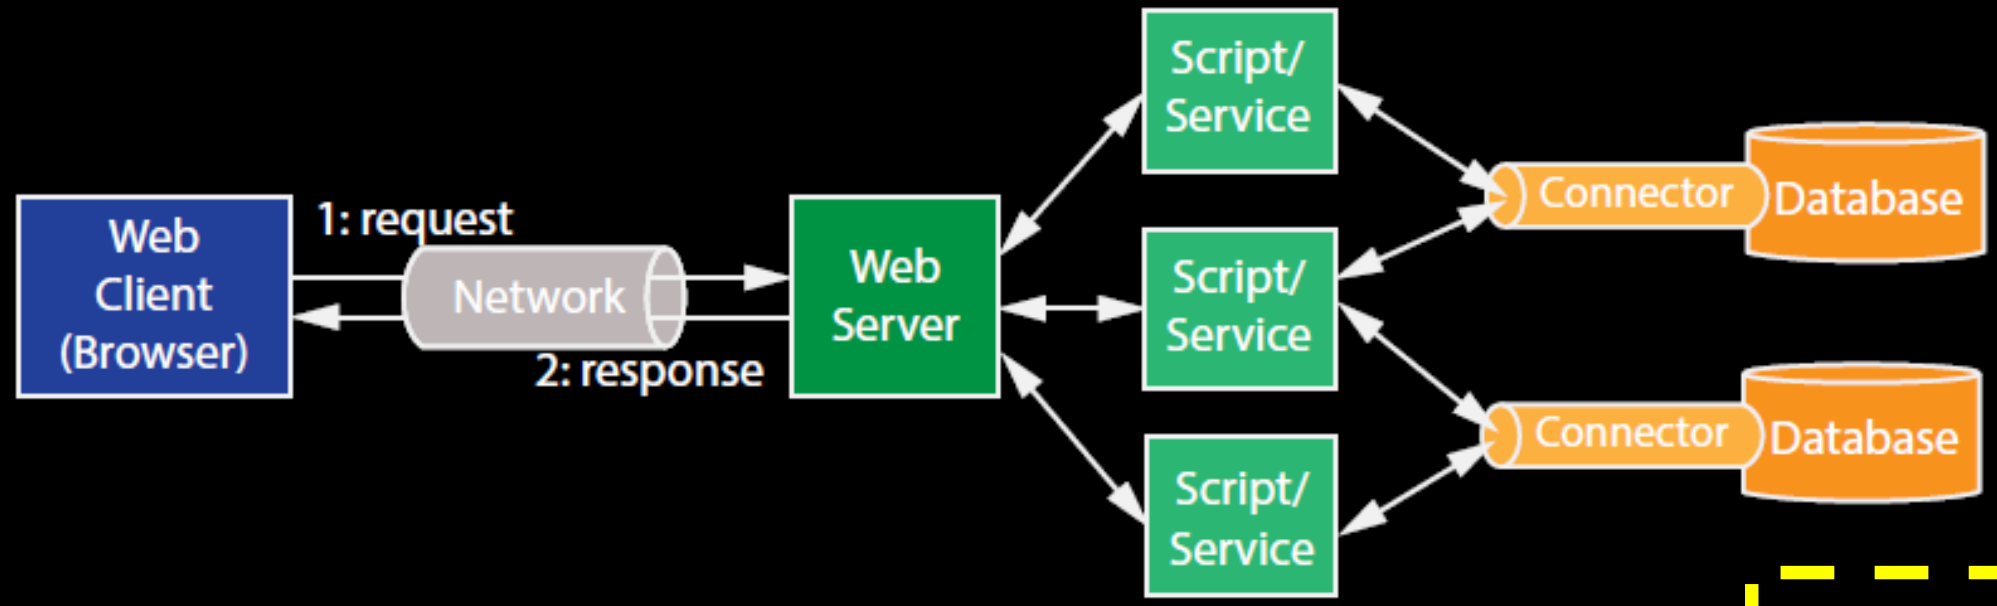 Web
Client
(Browser)
1: request
Network
2: response
Web
Server
Script/
Service
Script/
Service
Script/
Service
Connector
Database
Connector
Database